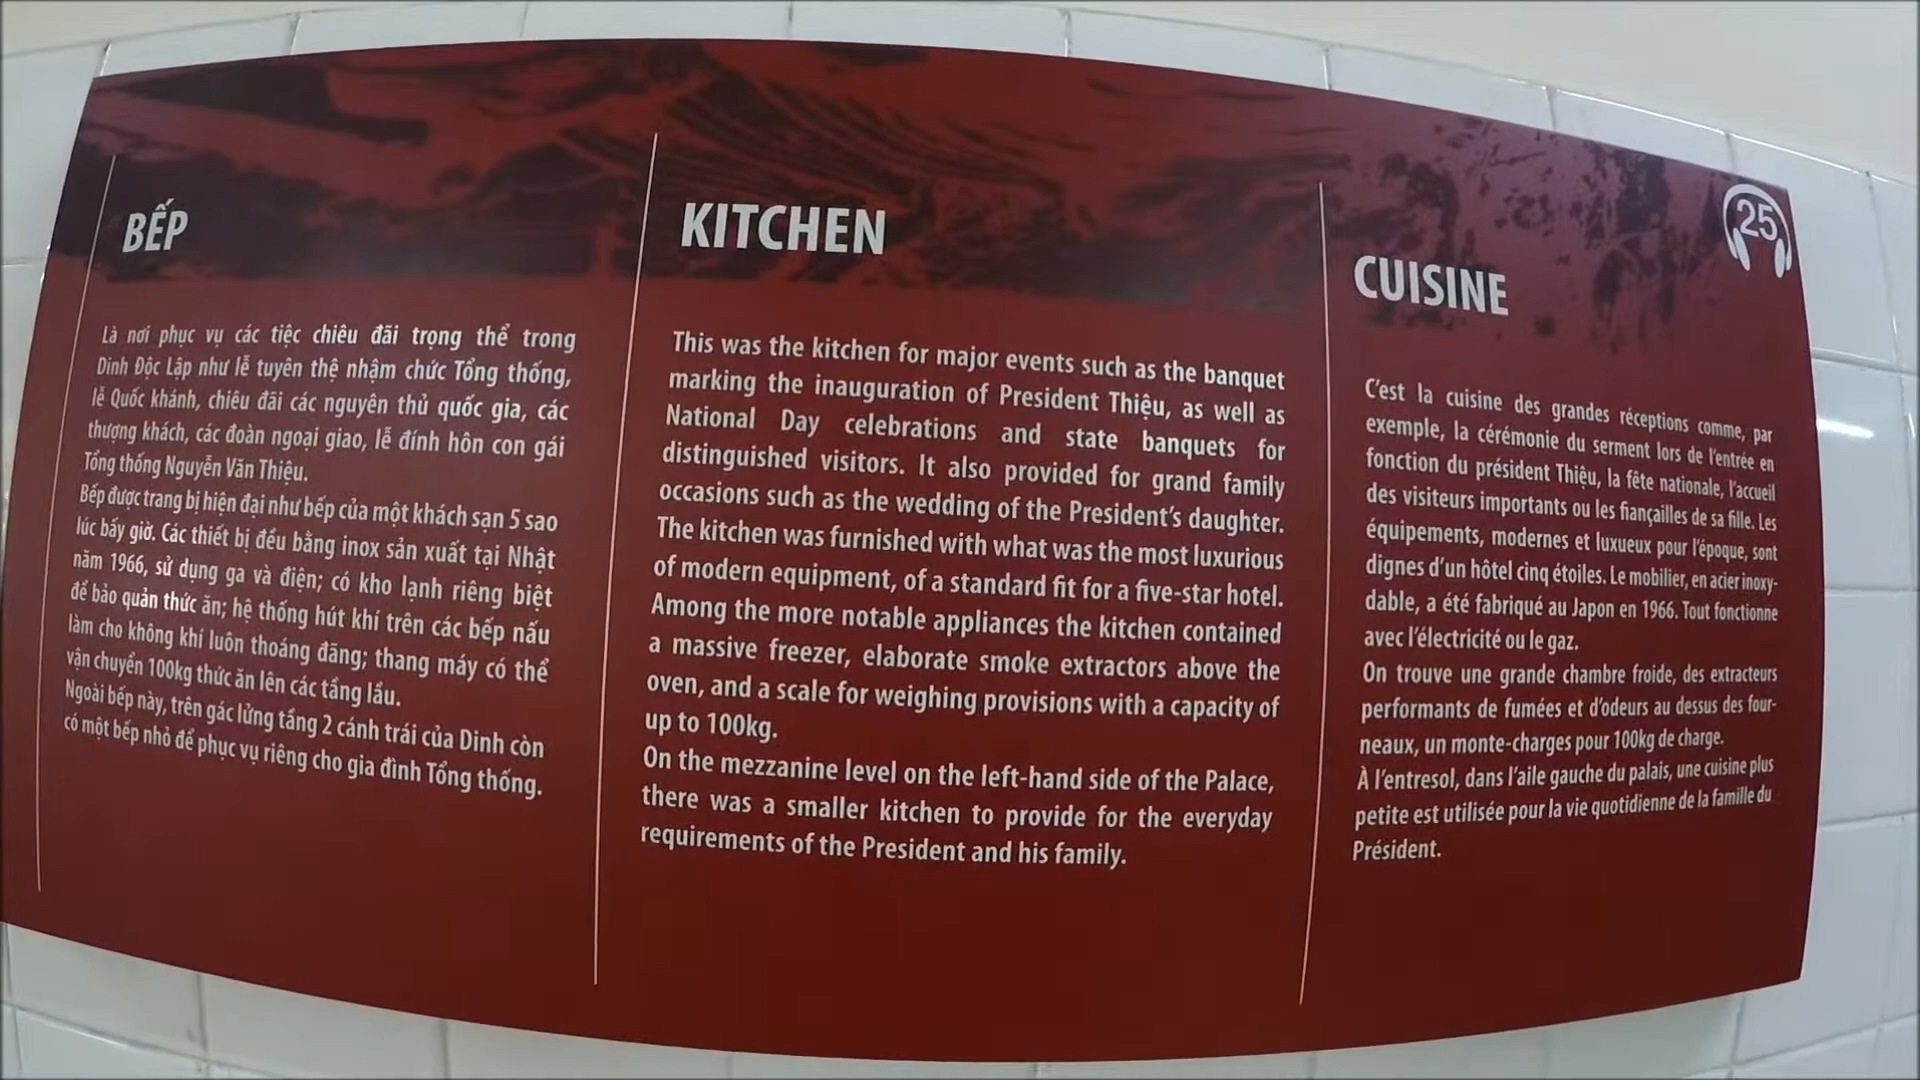 BẾP
Là nơi phục vụ các tiệc chiêu đãi trọng thể trong
Dinh Độc Lập như lễ tuyên thệ nhậm chức Tổng thống,
lễ Quốc khánh, chiêu đãi các nguyên thủ quốc gia, các
thượng khách, các đoàn ngoại giao, lễ đính hôn con gái
Tổng thống Nguyễn Văn Thiệu.
Bếp được trang bị hiện đại như bếp của một khách sạn 5 sao
lúc bấy giờ. Các thiết bị đều bằng inox sản xuất tại Nhật
năm 1966, sử dụng ga và điện; có kho lạnh riêng biệt
để bảo quản thức ăn; hệ thống hút khí trên các bếp nấu
làm cho không khí luôn thoáng đãng; thang máy có thể
vận chuyển 100kg thức ăn lên các tầng lầu.
Ngoài bếp này, trên gác lửng tầng 2 cánh trái của Dinh còn
có một bếp nhỏ để phục vụ riêng cho gia đình Tổng thống.
KITCHEN
This was the kitchen for major events such as the banquet
marking the inauguration of President Thiệu, as well as
National Day celebrations and state banquets for
distinguished visitors. It also provided for grand family
occasions such as the wedding of the President's daughter.
The kitchen was furnished with what was the most luxurious
of modern equipment, of a standard fit for a five-star hotel.
Among the more notable appliances the kitchen contained
a massive freezer, elaborate smoke extractors above the
oven, and a scale for weighing provisions with a capacity of
up to 100kg.
On the mezzanine level on the left-hand side of the Palace,
there was a smaller kitchen to provide for the everyday
requirements of the President and his family.
25
CUISINE
C'est la cuisine des grandes réceptions comme, par
exemple, la cérémonie du serment lors de l'entrée en
fonction du président Thiệu, la fête nationale, l'accueil
des visiteurs importants ou les fiançailles de sa fille. Les
équipements, modernes et luxueux pour l'époque, sont
dignes d'un hôtel cinq étoiles. Le mobilier, en acier inoxy-
dable, a été fabriqué au Japon en 1966. Tout fonctionne
avec l'électricité ou le gaz.
On trouve une grande chambre froide, des extracteurs
performants de fumées et d'odeurs au dessus des four-
neaux, un monte-charges pour 100kg de charge.
À l'entresol, dans l'aile gauche du palais, une cuisine plus
petite est utilisée pour la vie quotidienne de la famille du
Président.